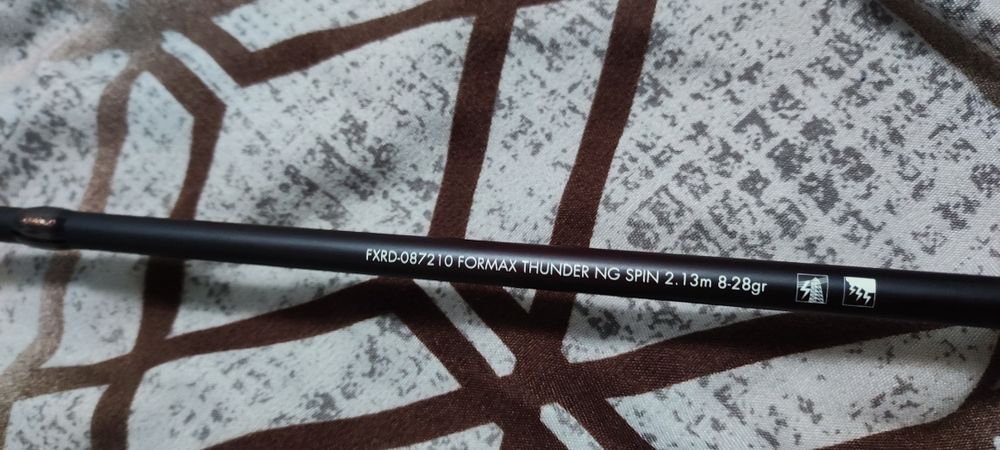 FXRD-087210 FORMAX THUNDER NG SPIN 2.13m 8-28gr